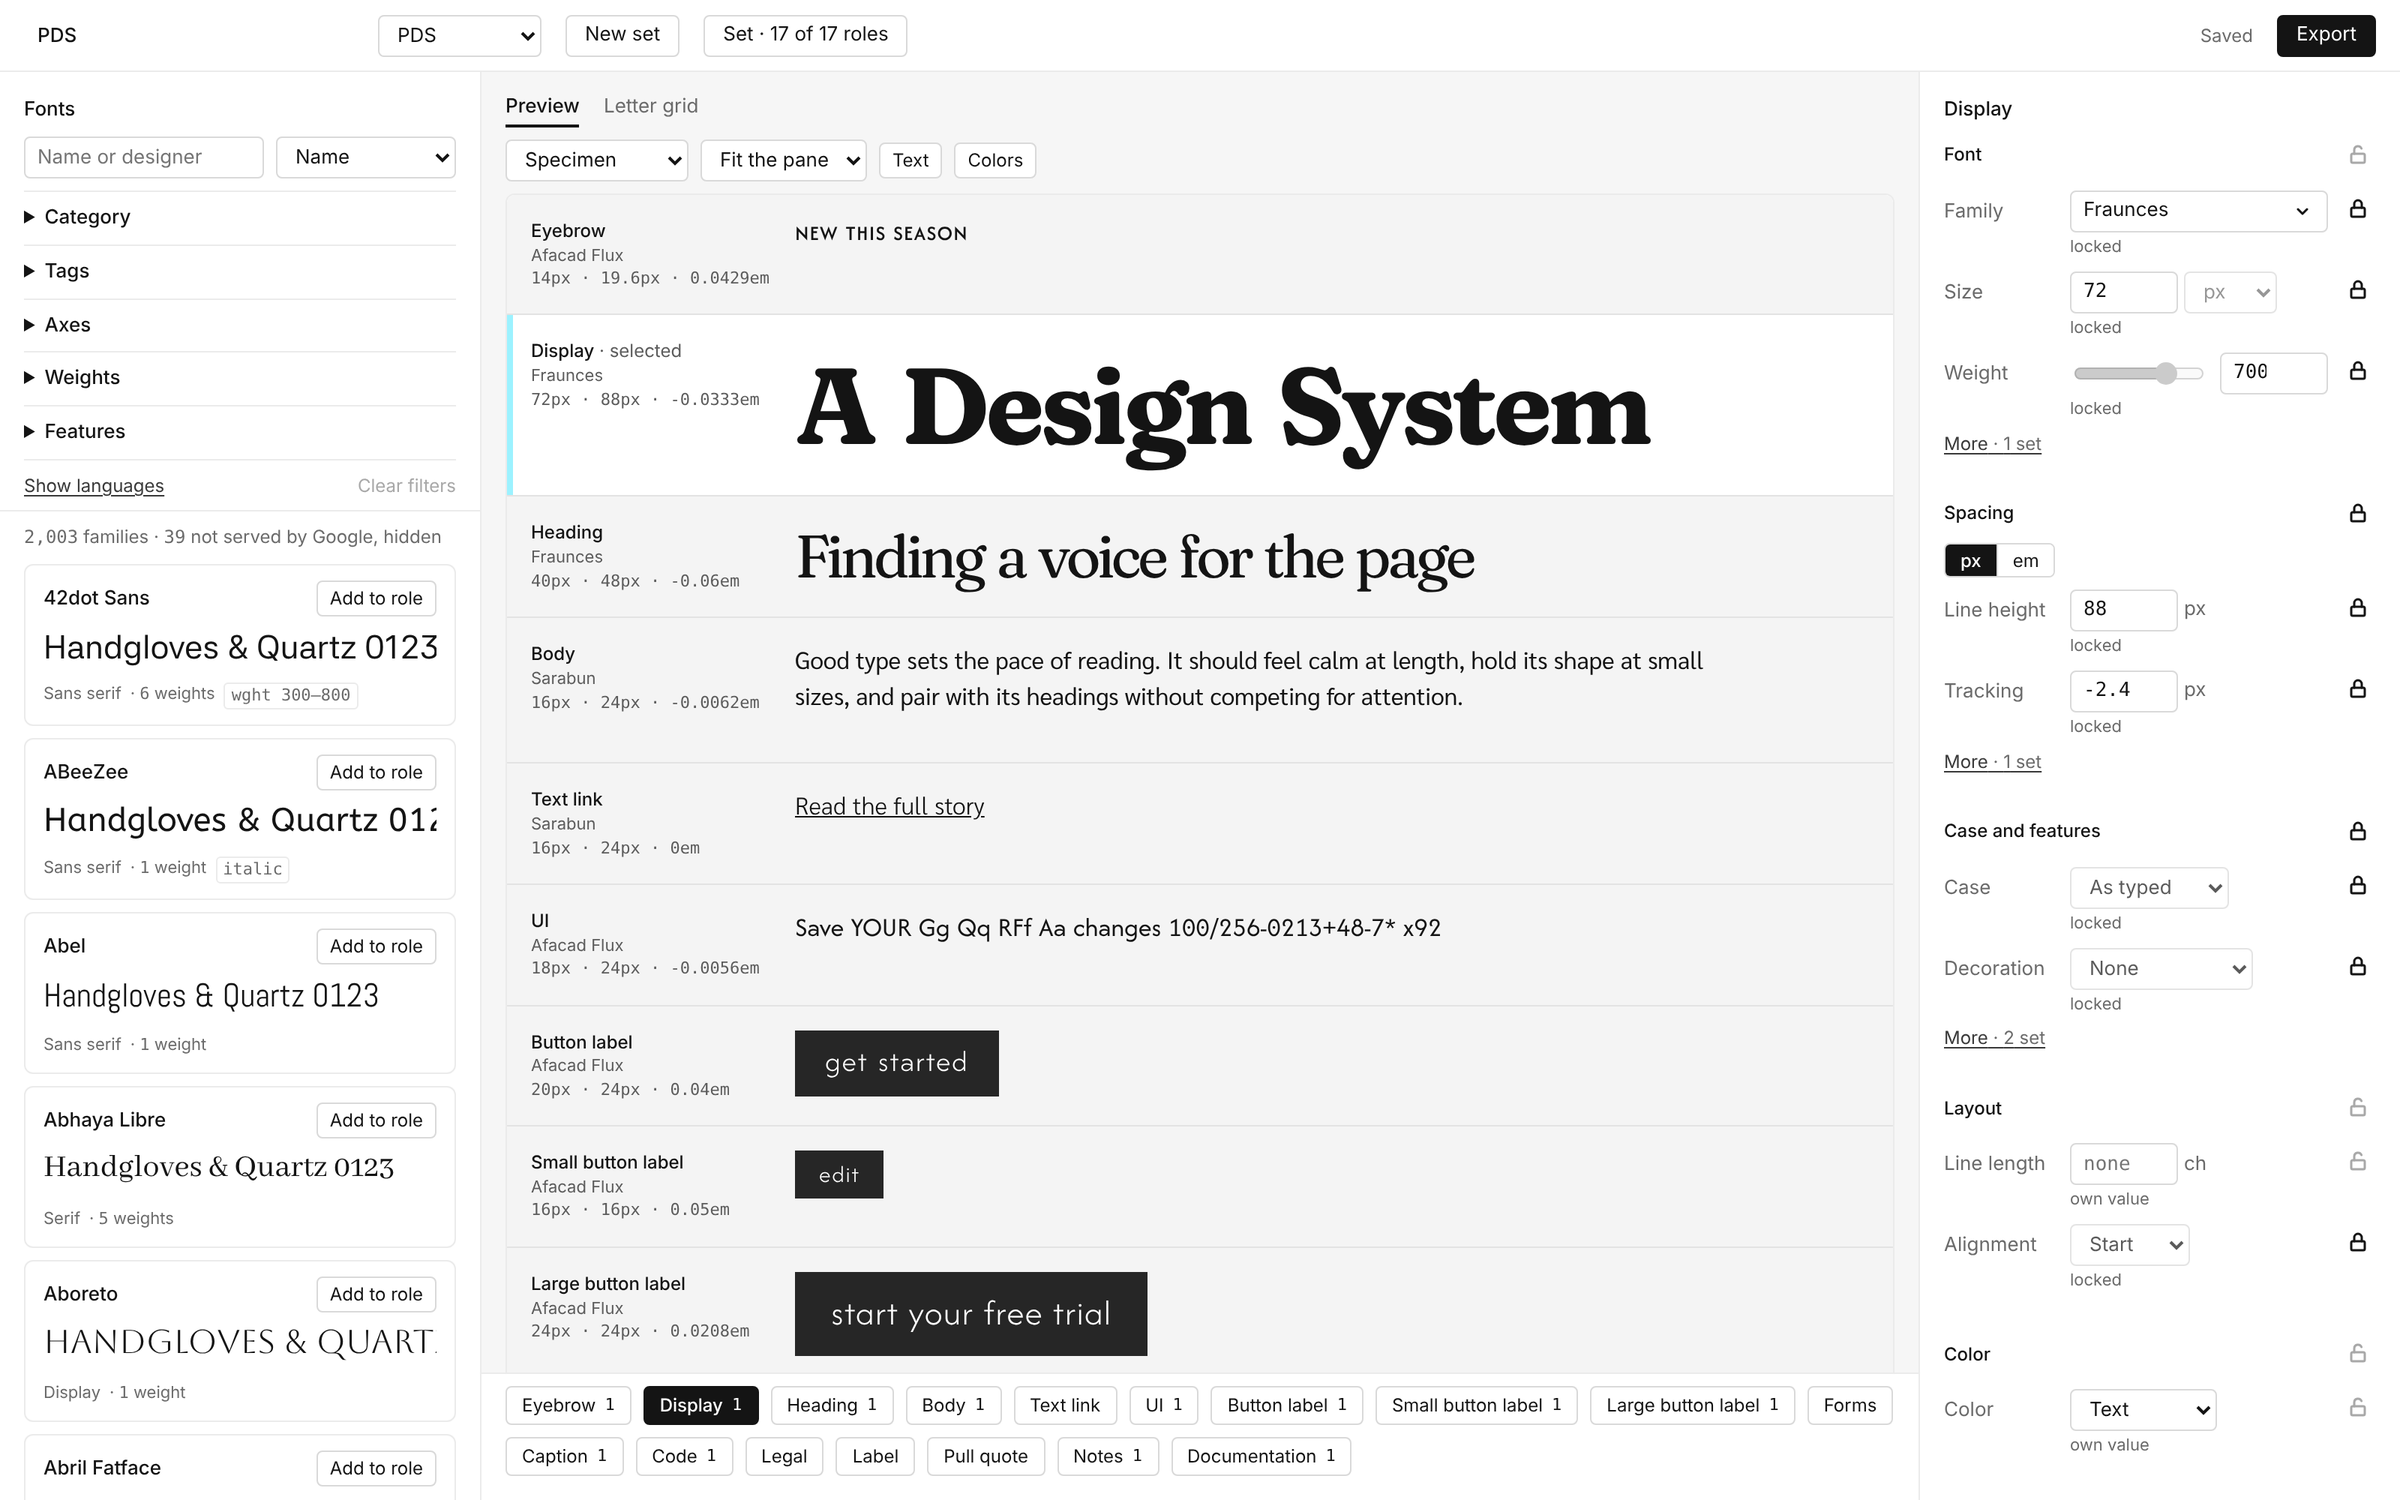 PDS
PDS
New set
Set · 17 of 17 roles
Saved
Export
Fonts
Name or designer
Name
Category
Tags
Axes
Weights
Features
Show languages
Clear filters
2,003 families · 39 not served by Google, hidden
42dot Sans
Add to role
Handgloves & Quartz 0123
Sans serif · 6 weights wght 300–800
ABeeZee
Add to role
Handgloves & Quartz 012
Sans serif · 1 weight italic
Abel
Add to role
Handgloves & Quartz 0123
Sans serif · 1 weight
Abhaya Libre
Add to role
Handgloves & Quartz 0123
Serif · 5 weights
Aboreto
Add to role
HANDGLOVES & QUART
Display · 1 weight
Abril Fatface
Add to role
Preview
Letter grid
Specimen
Fit the pane
Text
Colors
Eyebrow
Afacad Flux
14px · 19.6px · 0.0429em
NEW THIS SEASON
Display · selected
Fraunces
72px · 88px · -0.0333em
A Design System
Heading
Fraunces
40px · 48px · -0.06em
Finding a voice for the page
Body
Sarabun
16px · 24px · -0.0062em
Good type sets the pace of reading. It should feel calm at length, hold its shape at small
sizes, and pair with its headings without competing for attention.
Text link
Sarabun
16px · 24px · 0em
Read the full story
UI
Afacad Flux
18px · 24px · -0.0056em
Save YOUR Gg Qq RFf Aa changes 100/256-0213+48-7* x92
Button label
Afacad Flux
20px · 24px · 0.04em
get started
Small button label
Afacad Flux
16px · 16px · 0.05em
edit
Large button label
Afacad Flux
24px · 24px · 0.0208em
start your free trial
Eyebrow 1
Display 1
Heading 1
Body 1
Text link
UI 1
Button label 1
Small button label 1
Large button label 1
Forms
Caption 1
Code 1
Legal
Label
Pull quote
Notes 1
Documentation 1
Display
Font
Family
Fraunces
locked
Size
72
px
locked
Weight
700
locked
More · 1 set
Spacing
px
em
Line height
88
px
locked
Tracking
-2.4
px
locked
More · 1 set
Case and features
Case
As typed
locked
Decoration
None
locked
More · 2 set
Layout
Line length
none
ch
own value
Alignment
Start
locked
Color
Color
Text
own value